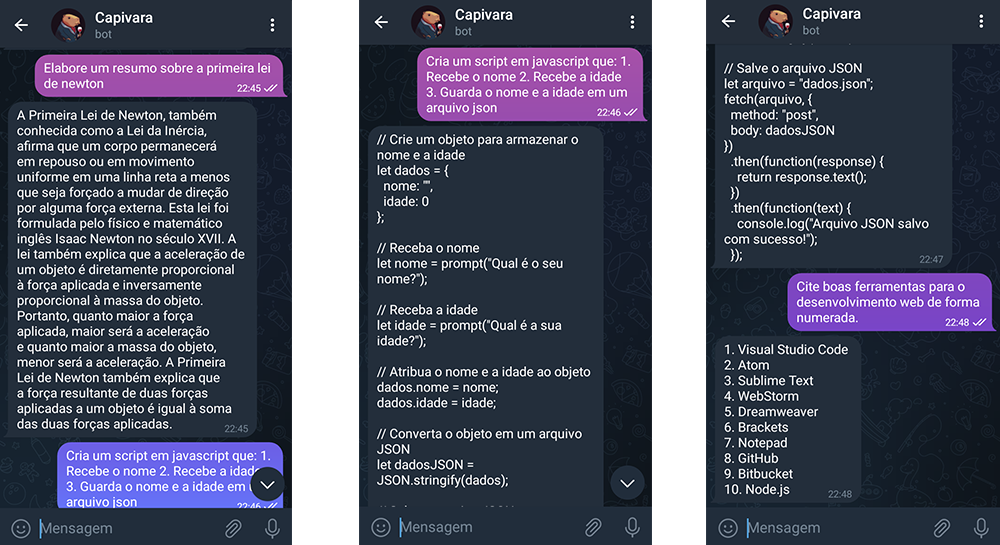 Capivara
bot
Elabore um resumo sobre a primeira lei
de newton
22:45
A Primeira Lei de Newton, também
conhecida como a Lei da Inércia,
afirma que um corpo permanecerá
em repouso ou em movimento
uniforme em uma linha reta a menos
que seja forçado a mudar de direção
por alguma força externa. Esta lei foi
formulada pelo físico e matemático
inglês Isaac Newton no século XVII. A
lei também explica que a aceleração de
um objeto é diretamente proporcional
à força aplicada e inversamente
proporcional à massa do objeto.
Portanto, quanto maior a força
aplicada, maior será a aceleração
e quanto maior a massa do objeto,
menor será a aceleração. A Primeira
Lei de Newton também explica que
a força resultante de duas forças
aplicadas a um objeto é igual à soma
das duas forças aplicadas.
22:45
Cria um script em javascript que: 1.
Recebe o nome 2. Recebe a idade
3. Guarda o nome e a idade em
arquivo json
22:46
Mensagem
Capivara
bot
Cria um script em javascript que: 1.
Recebe o nome 2. Recebe a idade
3. Guarda o nome e a idade em um
arquivo json
22:46
// Crie um objeto para armazenar o
nome e a idade
let dados = {
nome: "",
idade: 0
};
// Receba o nome
let nome = prompt("Qual é o seu
nome?");
// Receba a idade
let idade = prompt("Qual é a sua
idade?");
// Atribua o nome e a idade ao objeto
dados.nome = nome;
dados.idade = idade;
// Converta o objeto em um arquivo
JSON
let dadosJSON =
JSON.stringify(dados);
Mensagem
Capivara
bot
// Salve o arquivo JSON
let arquivo = "dados.json";
fetch(arquivo, {
method: "post",
body: dadosJSON
})
.then(function(response) {
return response.text();
})
.then(function(text) {
console.log("Arquivo JSON salvo
com sucesso!");
});
22:47
Cite boas ferramentas para o
desenvolvimento web de forma
numerada.
22:48
1. Visual Studio Code
2. Atom
3. Sublime Text
4. WebStorm
5. Dreamweaver
6. Brackets
7. Notepad
8. GitHub
9. Bitbucket
10. Node.js
22:48
Mensagem